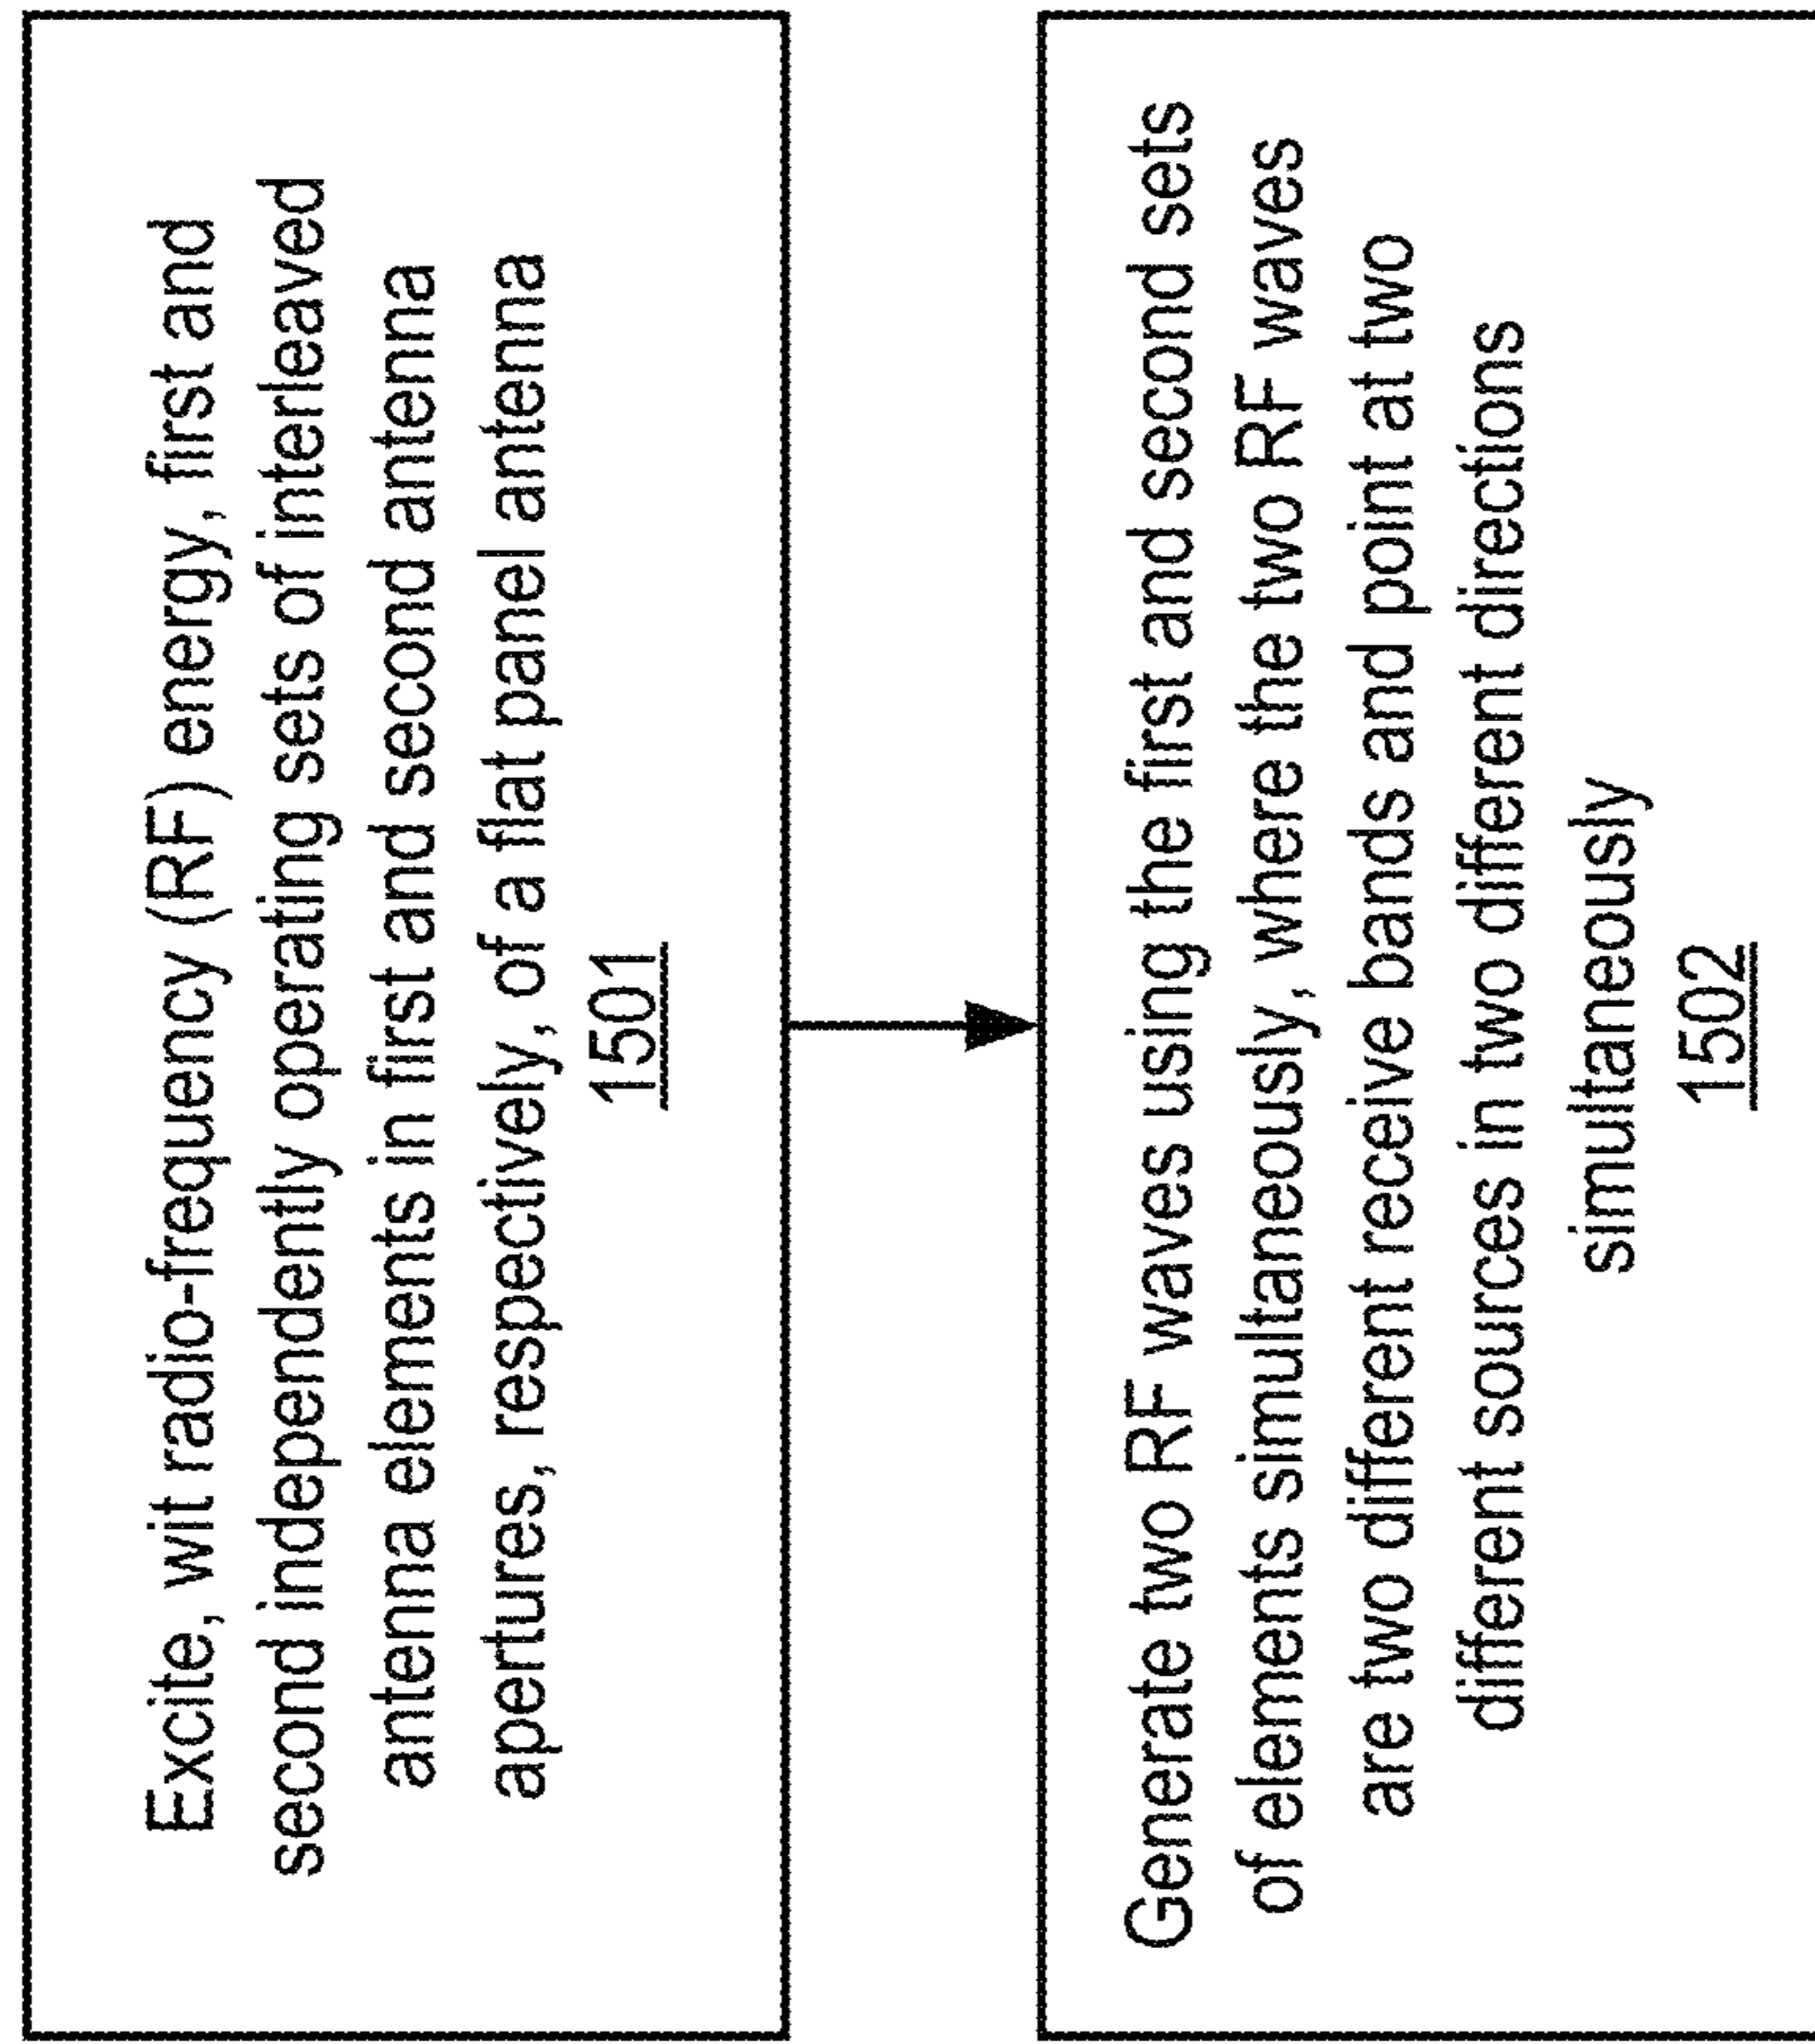 Excite, wit radio-frequency (RF) energy, first and
second independently operating sets of interleaved
antenna elements in first and second antenna
apertures, respectively, of a flat panel antenna
1501
Generate two RF waves using the first and second sets
of elements simultaneously, where the two RF waves
are two different receive bands and point at two
different sources in two different directions
simultaneously
1502